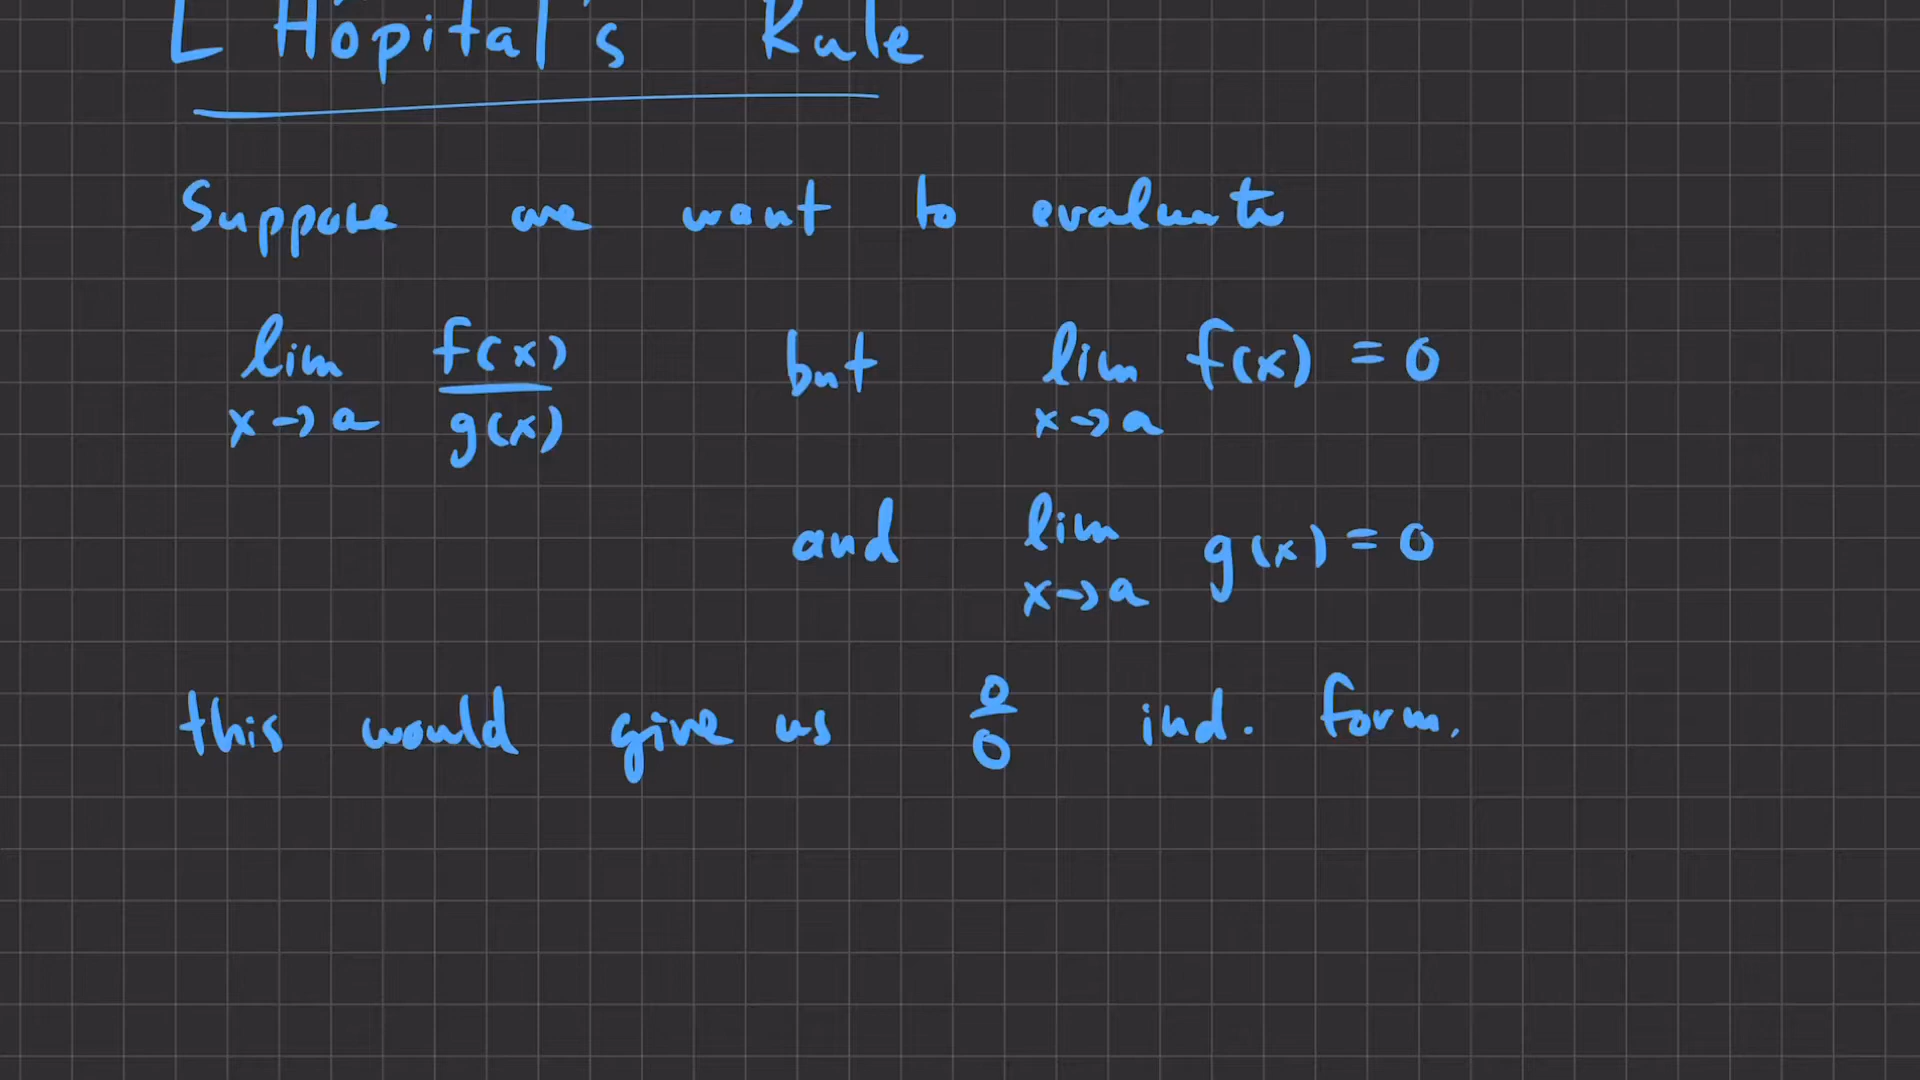 L'Hôpital's Rule
Suppose we want to evaluate
lim x→a f(x)/g(x) but lim x→a f(x) = 0
and lim x→a g(x) = 0
this would give us 0/0 ind. form.